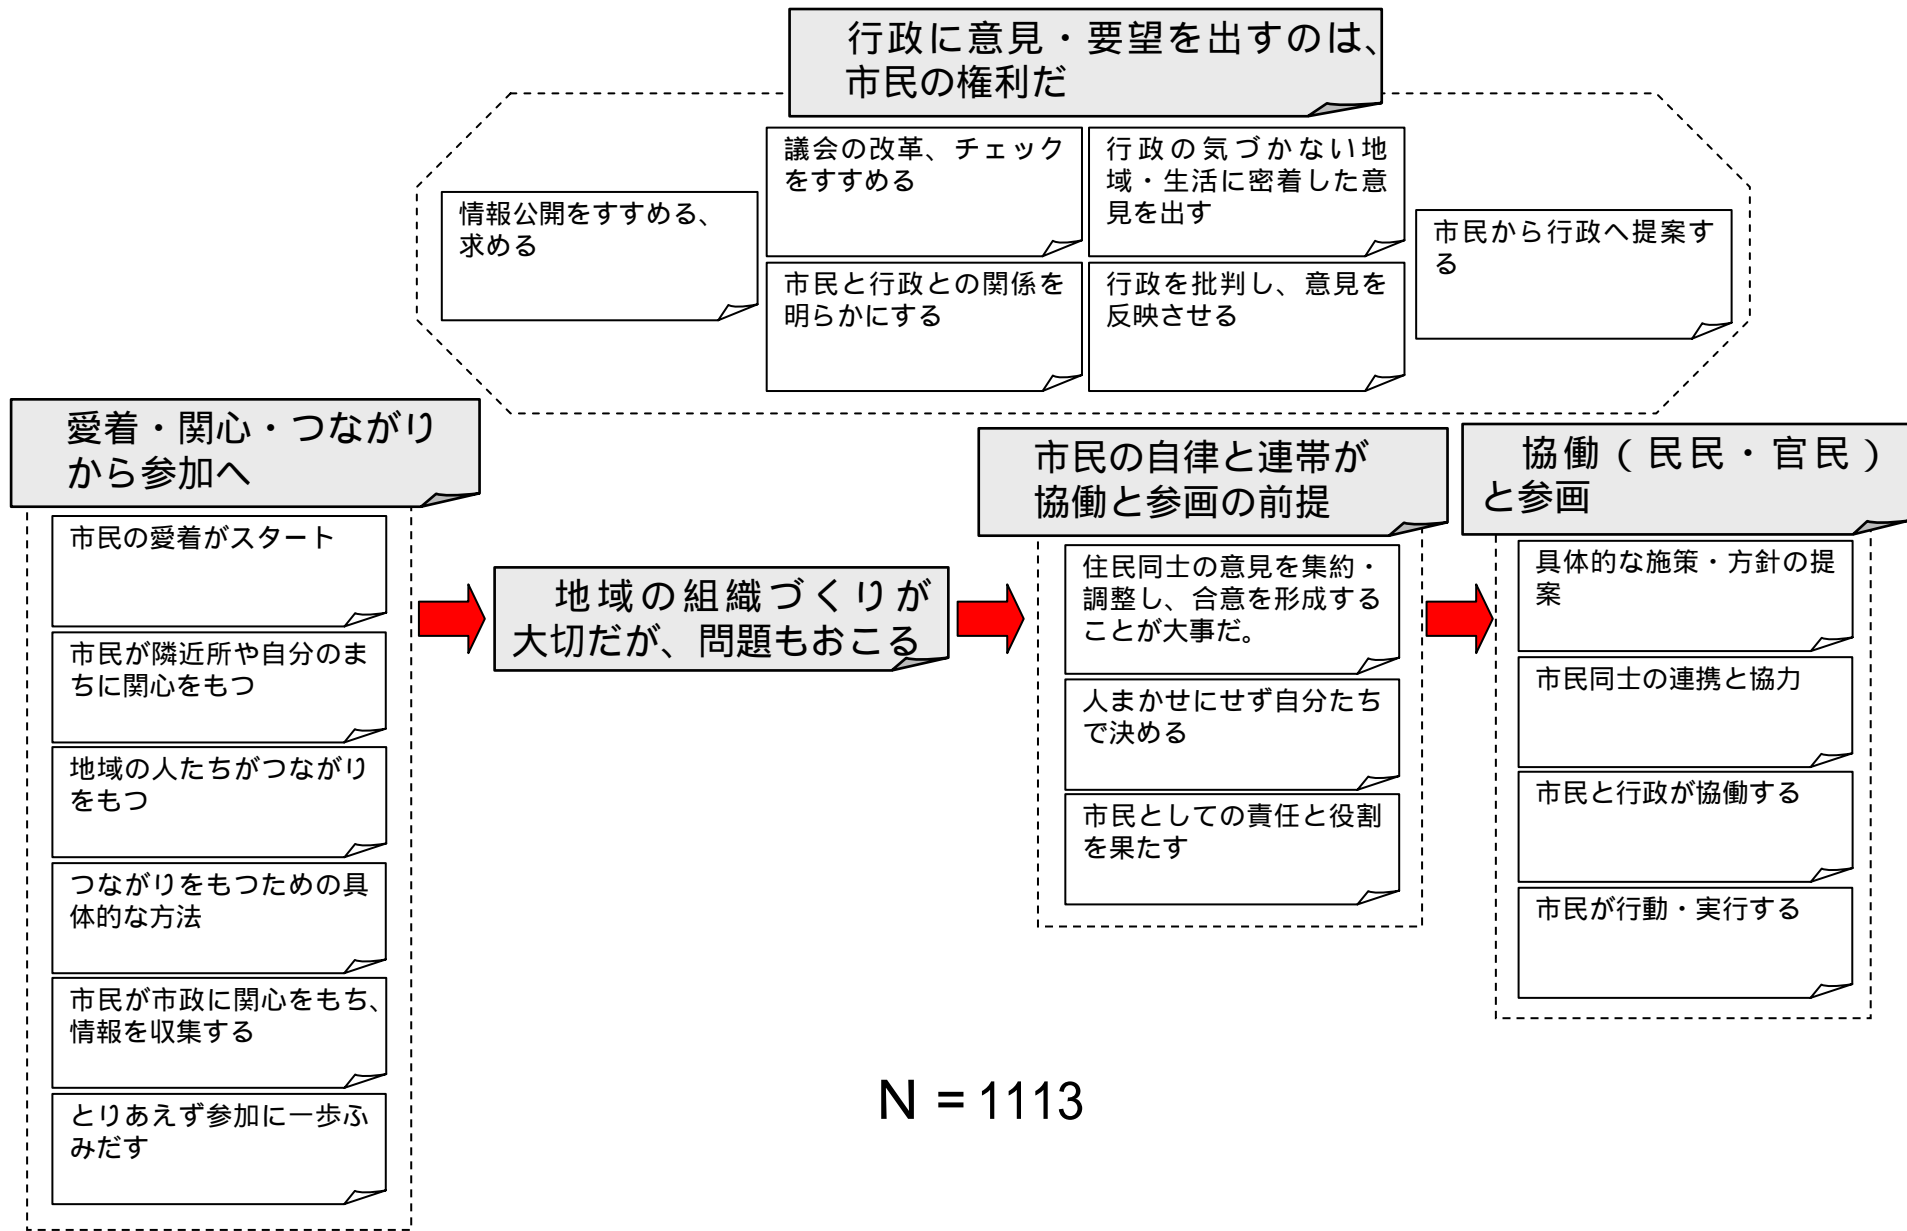 行政に意見・要望を出すのは、
市民の権利だ
議会の改革、チェック
をすすめる
行政の気づかない地
域・生活に密着した意
見を出す
情報公開をすすめる、
求める
市民から行政へ提案す
る
市民と行政との関係を
明らかにする
行政を批判し、意見を
反映させる
愛着・関心・つながり
から参加へ
市民の愛着がスタート
市民が隣近所や自分のま
ちに関心をもつ
地域の人たちがつながり
をもつ
つながりをもつための具
体的な方法
市民が市政に関心をもち、
情報を収集する
とりあえず参加に一歩ふ
みだす
地域の組織づくりが
大切だが、問題もおこる
市民の自律と連帯が
協働と参画の前提
住民同士の意見を集約・
調整し、合意を形成する
ことが大事だ。
人まかせにせず自分たち
で決める
市民としての責任と役割
を果たす
協働（民民・官民）
と参画
具体的な施策・方針の提
案
市民同士の連携と協力
市民と行政が協働する
市民が行動・実行する
N = 1113